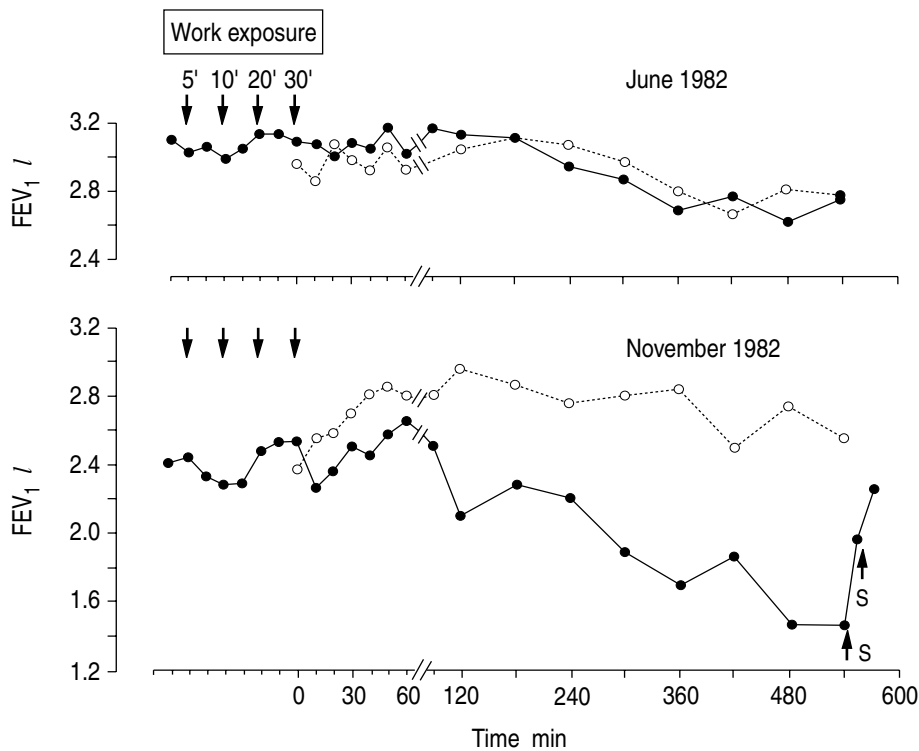 Work exposure
5' 10' 20' 30'
June 1982
3.2
2.8
2.4
FEV₁ l
3.2
2.8
2.4
2.0
1.6
1.2
November 1982
FEV₁ l
S
S
0 30 60 120 240 360 480 600
Time min